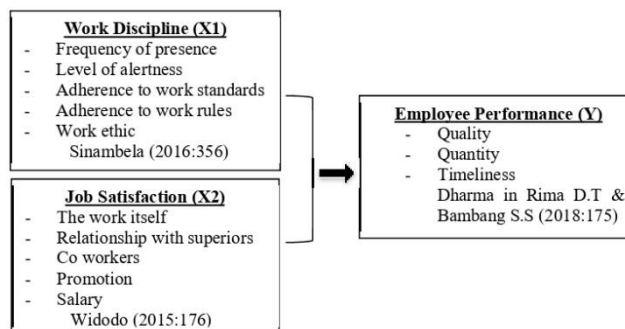 Work Discipline (X1)
- Frequency of presence
- Level of alertness
- Adherence to work standards
- Adherence to work rules
- Work ethic
Sinambela (2016:356)
Job Satisfaction (X2)
- The work itself
- Relationship with superiors
- Co workers
- Promotion
- Salary
Widodo (2015:176)
Employee Performance (Y)
- Quality
- Quantity
- Timeliness
Dharma in Rima D.T &
Bambang S.S (2018:175)